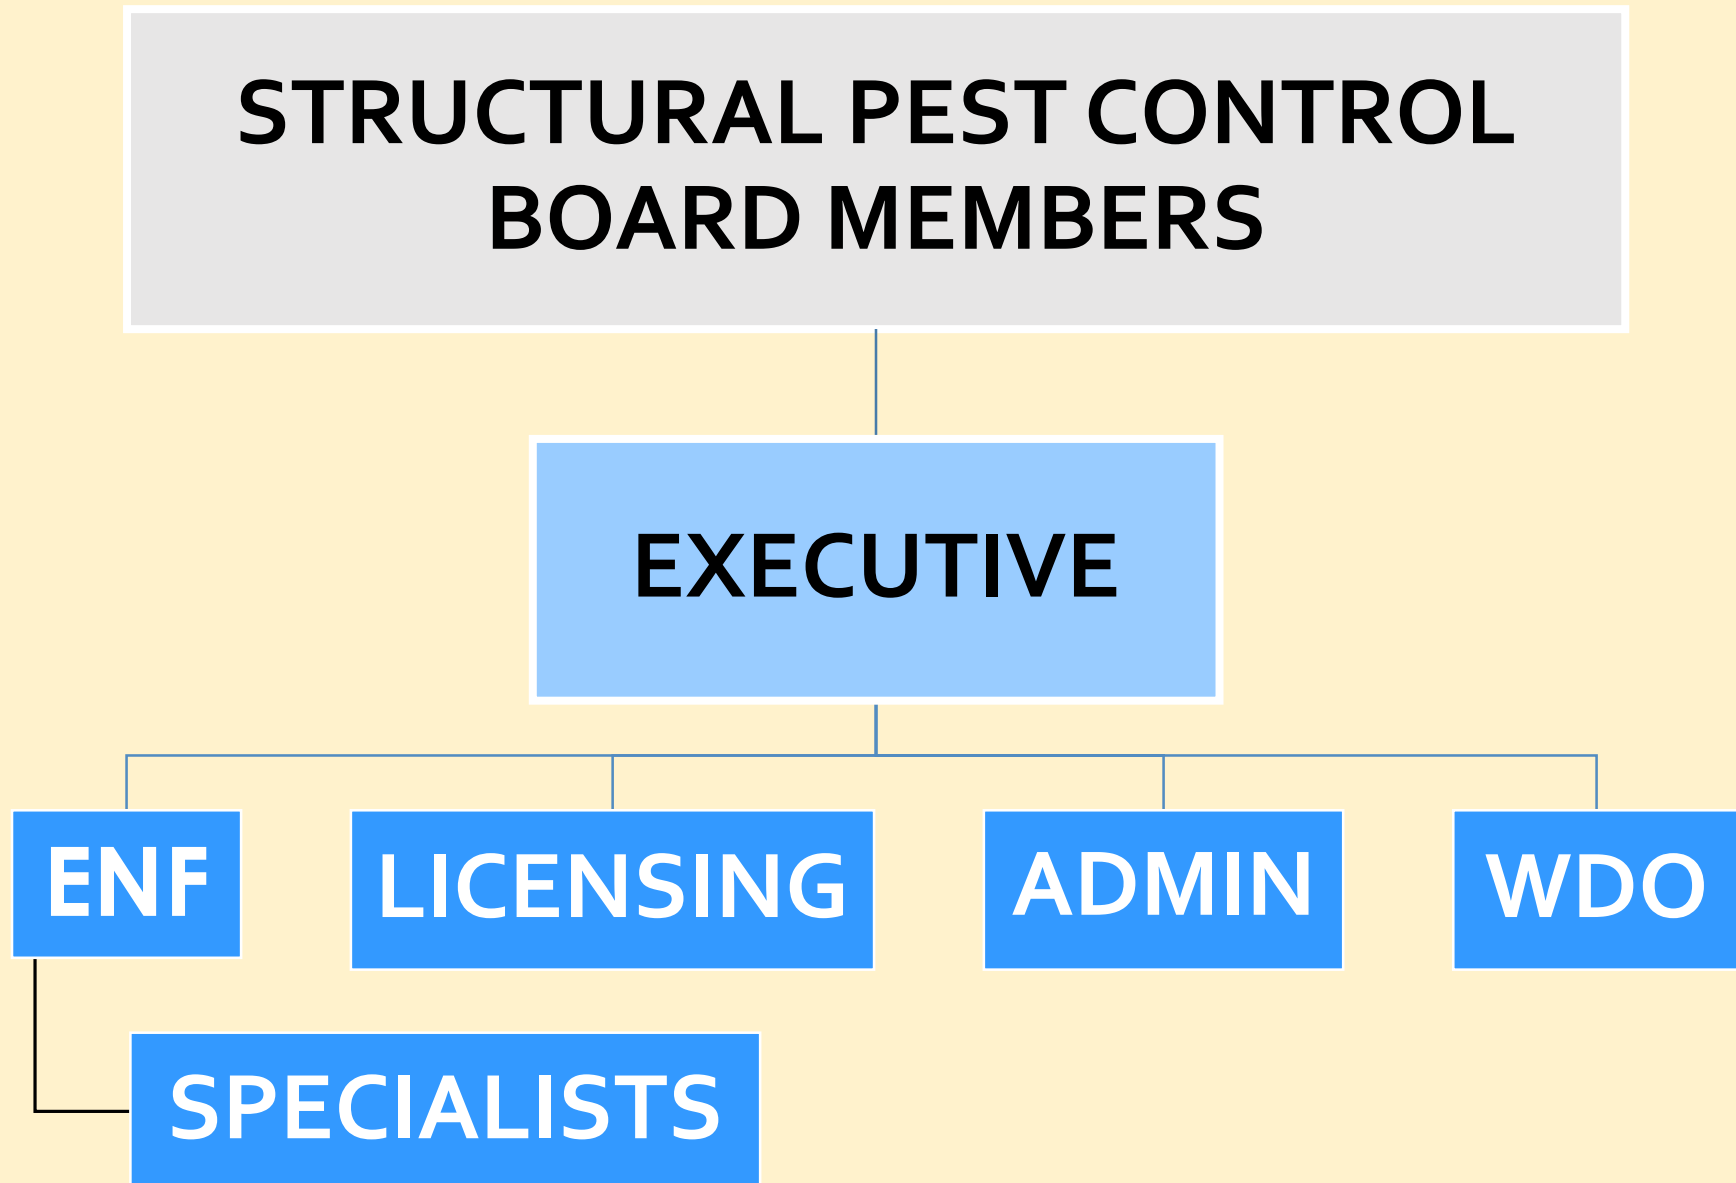 STRUCTURAL PEST CONTROL
BOARD MEMBERS
EXECUTIVE
ENF
LICENSING
ADMIN
WDO
SPECIALISTS